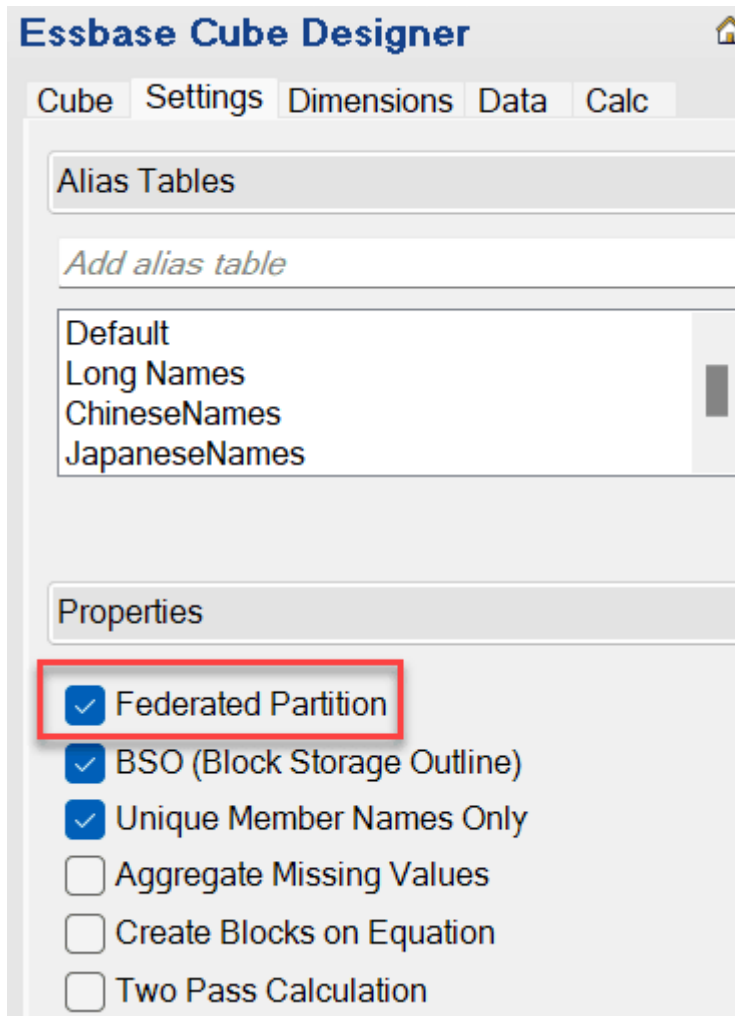 Essbase Cube Designer
Cube Settings Dimensions Data Calc
Alias Tables
Add alias table
Default
Long Names
ChineseNames
JapaneseNames
Properties
Federated Partition
BSO (Block Storage Outline)
Unique Member Names Only
Aggregate Missing Values
Create Blocks on Equation
Two Pass Calculation